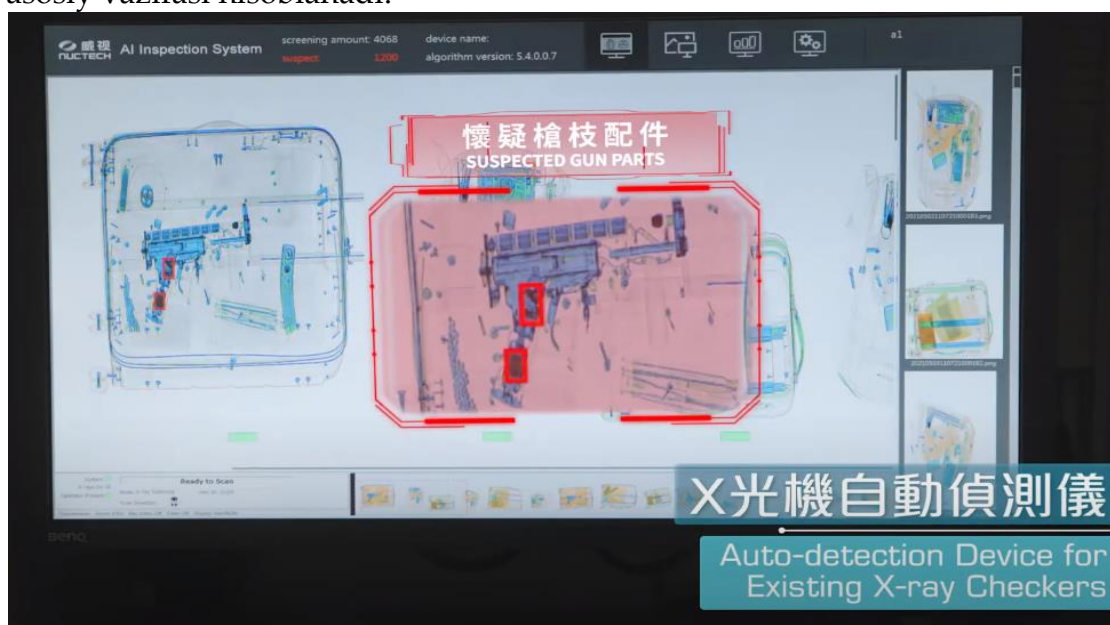 asosiy vazifasi hisoblanadi.
威视
NUCTECH
AI Inspection System
screening amount: 4068
suspect 1200
device name:
algorithm version: 5.4.0.0.7
a1
懷疑槍枝配件
SUSPECTED GUN PARTS
Ready to Scan
BenQ
X光機自動偵測儀
Auto-detection Device for
Existing X-ray Checkers